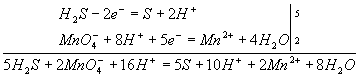 H₂S − 2e⁻ = S + 2H⁺ | 5
MnO₄⁻ + 8H⁺ + 5e⁻ = Mn²⁺ + 4H₂O | 2
5H₂S + 2MnO₄⁻ + 16H⁺ = 5S + 10H⁺ + 2Mn²⁺ + 8H₂O